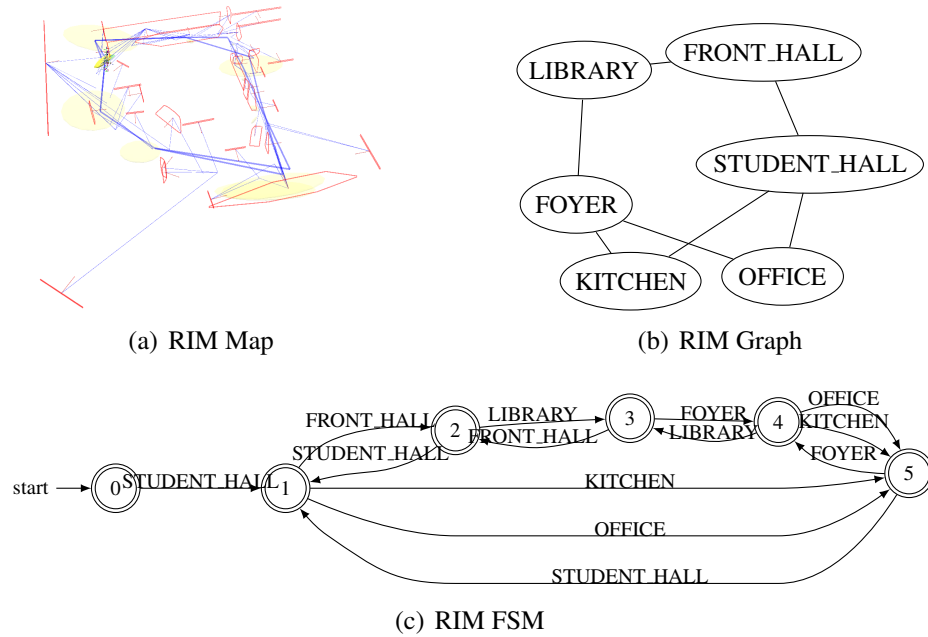 LIBRARY
FRONT_HALL
STUDENT_HALL
FOYER
KITCHEN
OFFICE
(a) RIM Map
(b) RIM Graph
OFFICE
FRONT_HALL
2
LIBRARY
3
FOYER
4
KITCHEN
FRONT_HALL
LIBRARY
STUDENT_HALL
FOYER
start
0
STUDENT_HALL
1
KITCHEN
5
OFFICE
STUDENT_HALL
(c) RIM FSM